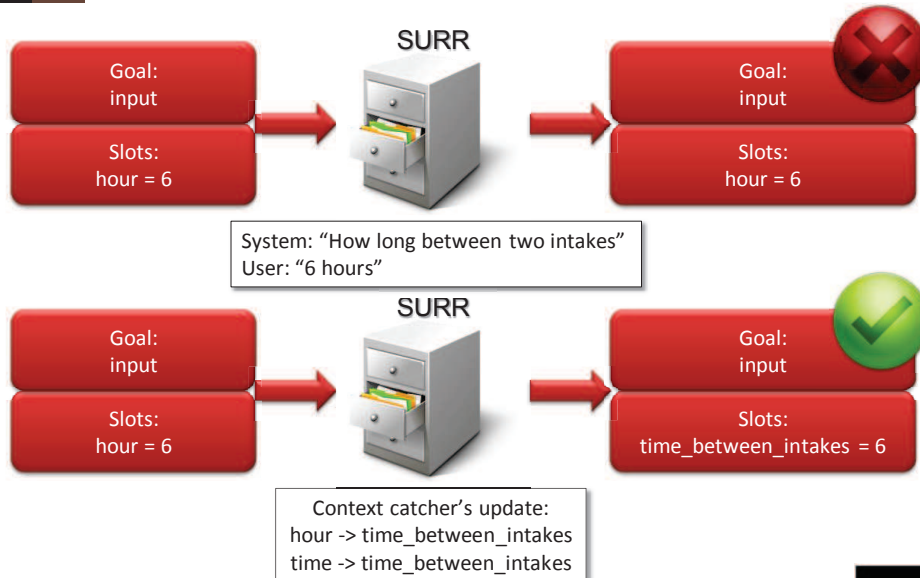 SURR
Goal:
input
Slots:
hour = 6
Goal:
input
Slots:
hour = 6
System: “How long between two intakes”
User: “6 hours”
SURR
Goal:
input
Slots:
hour = 6
Goal:
input
Slots:
time_between_intakes = 6
Context catcher’s update:
hour -> time_between_intakes
time -> time_between_intakes